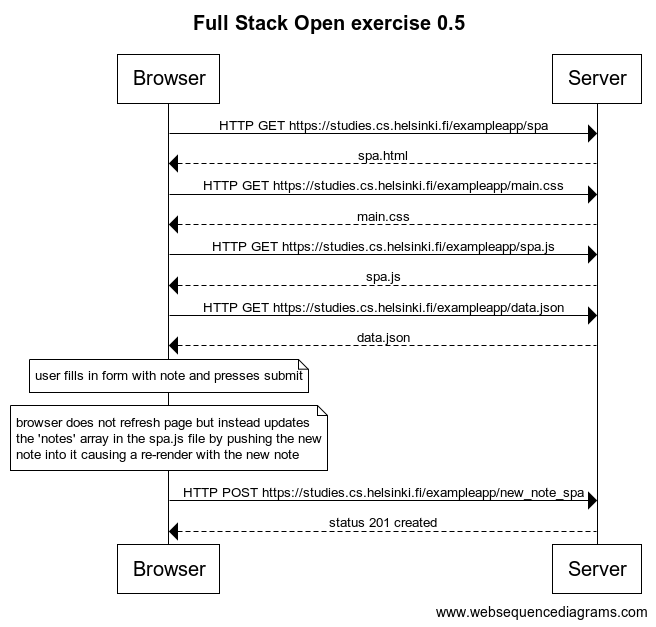 Full Stack Open exercise 0.5
Browser
Server
HTTP GET https://studies.cs.helsinki.fi/exampleapp/spa
spa.html
HTTP GET https://studies.cs.helsinki.fi/exampleapp/main.css
main.css
HTTP GET https://studies.cs.helsinki.fi/exampleapp/spa.js
spa.js
HTTP GET https://studies.cs.helsinki.fi/exampleapp/data.json
data.json
user fills in form with note and presses submit
browser does not refresh page but instead updates
the 'notes' array in the spa.js file by pushing the new
note into it causing a re-render with the new note
HTTP POST https://studies.cs.helsinki.fi/exampleapp/new_note_spa
status 201 created
Browser
Server
www.websequencediagrams.com